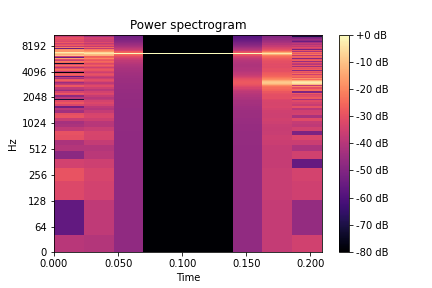 Power spectrogram
Hz
8192
4096
2048
1024
512
256
128
64
0
0.000
0.050
0.100
0.150
0.200
Time
+0 dB
-10 dB
-20 dB
-30 dB
-40 dB
-50 dB
-60 dB
-70 dB
-80 dB